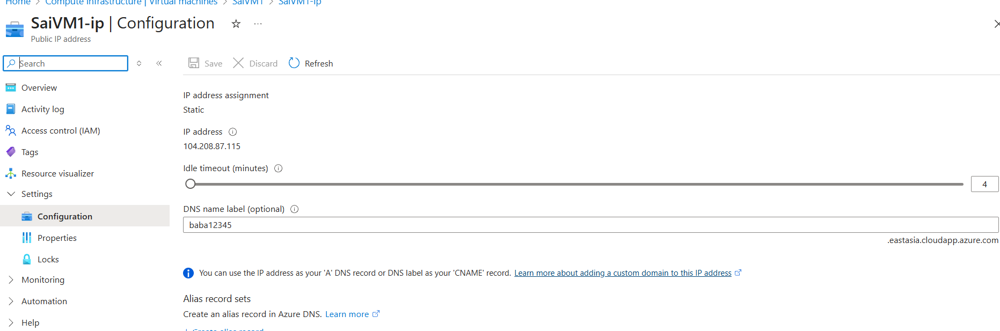 Home > Compute infrastructure | Virtual machines > SaiVM1 > SaiVM1-ip
SaiVM1-ip | Configuration
Public IP address
Search
Save
Discard
Refresh
Overview
Activity log
Access control (IAM)
Tags
Resource visualizer
Settings
Configuration
Properties
Locks
Monitoring
Automation
Help
IP address assignment
Static
IP address
104.208.87.115
Idle timeout (minutes)
4
DNS name label (optional)
baba12345
.eastasia.cloudapp.azure.com
You can use the IP address as your 'A' DNS record or DNS label as your 'CNAME' record. Learn more about adding a custom domain to this IP address
Alias record sets
Create an alias record in Azure DNS. Learn more
+ Create alias record